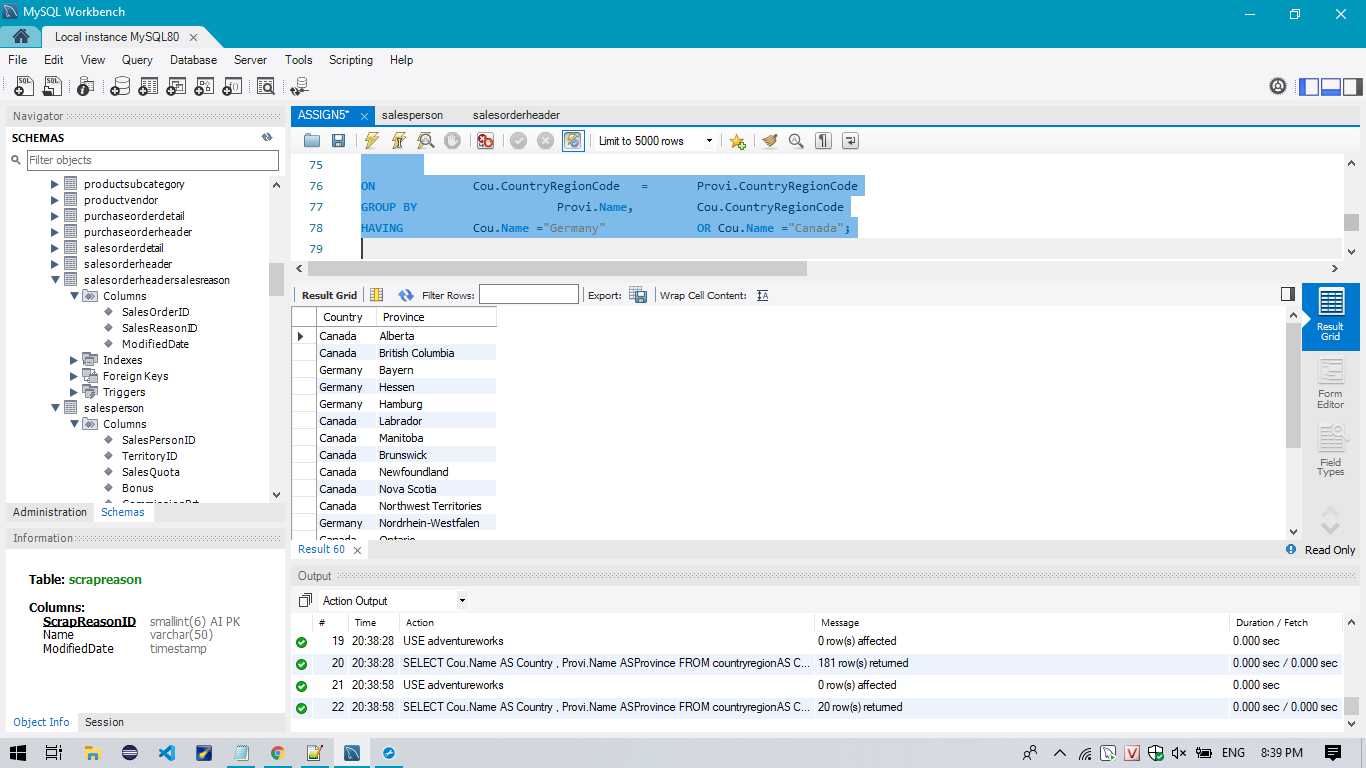 MySQL Workbench
Local instance MySQL80
File Edit View Query Database Server Tools Scripting Help
Navigator
SCHEMAS
Filter objects
productsubcategory
productvendor
purchaseorderdetail
purchaseorderheader
salesorderdetail
salesorderheader
salesorderheadersalesreason
Columns
SalesOrderID
SalesReasonID
ModifiedDate
Indexes
Foreign Keys
Triggers
salesperson
Columns
SalesPersonID
TerritoryID
SalesQuota
Bonus
Administration Schemas
Information
Table: scrapreason
Columns:
ScrapReasonID smallint(6) AI PK
Name varchar(50)
ModifiedDate timestamp
Object Info Session
ASSIGN5* salesperson salesorderheader
Limit to 5000 rows
75
76 ON Cou.CountryRegionCode = Provi.CountryRegionCode
77 GROUP BY Provi.Name, Cou.CountryRegionCode
78 HAVING Cou.Name ="Germany" OR Cou.Name ="Canada";
79
Result Grid Filter Rows: Export: Wrap Cell Content:
Country Province
Canada Alberta
Canada British Columbia
Germany Bayern
Germany Hessen
Germany Hamburg
Canada Labrador
Canada Manitoba
Canada Brunswick
Canada Newfoundland
Canada Nova Scotia
Canada Northwest Territories
Germany Nordrhein-Westfalen
Canada Ontario
Result Grid
Form Editor
Field Types
Result 60
Read Only
Output
Action Output
# Time Action Message Duration / Fetch
19 20:38:28 USE adventureworks 0 row(s) affected 0.000 sec
20 20:38:28 SELECT Cou.Name AS Country , Provi.Name ASProvince FROM countryregionAS C... 181 row(s) returned 0.000 sec / 0.000 sec
21 20:38:58 USE adventureworks 0 row(s) affected 0.000 sec
22 20:38:58 SELECT Cou.Name AS Country , Provi.Name ASProvince FROM countryregionAS C... 20 row(s) returned 0.000 sec / 0.000 sec
ENG 8:39 PM